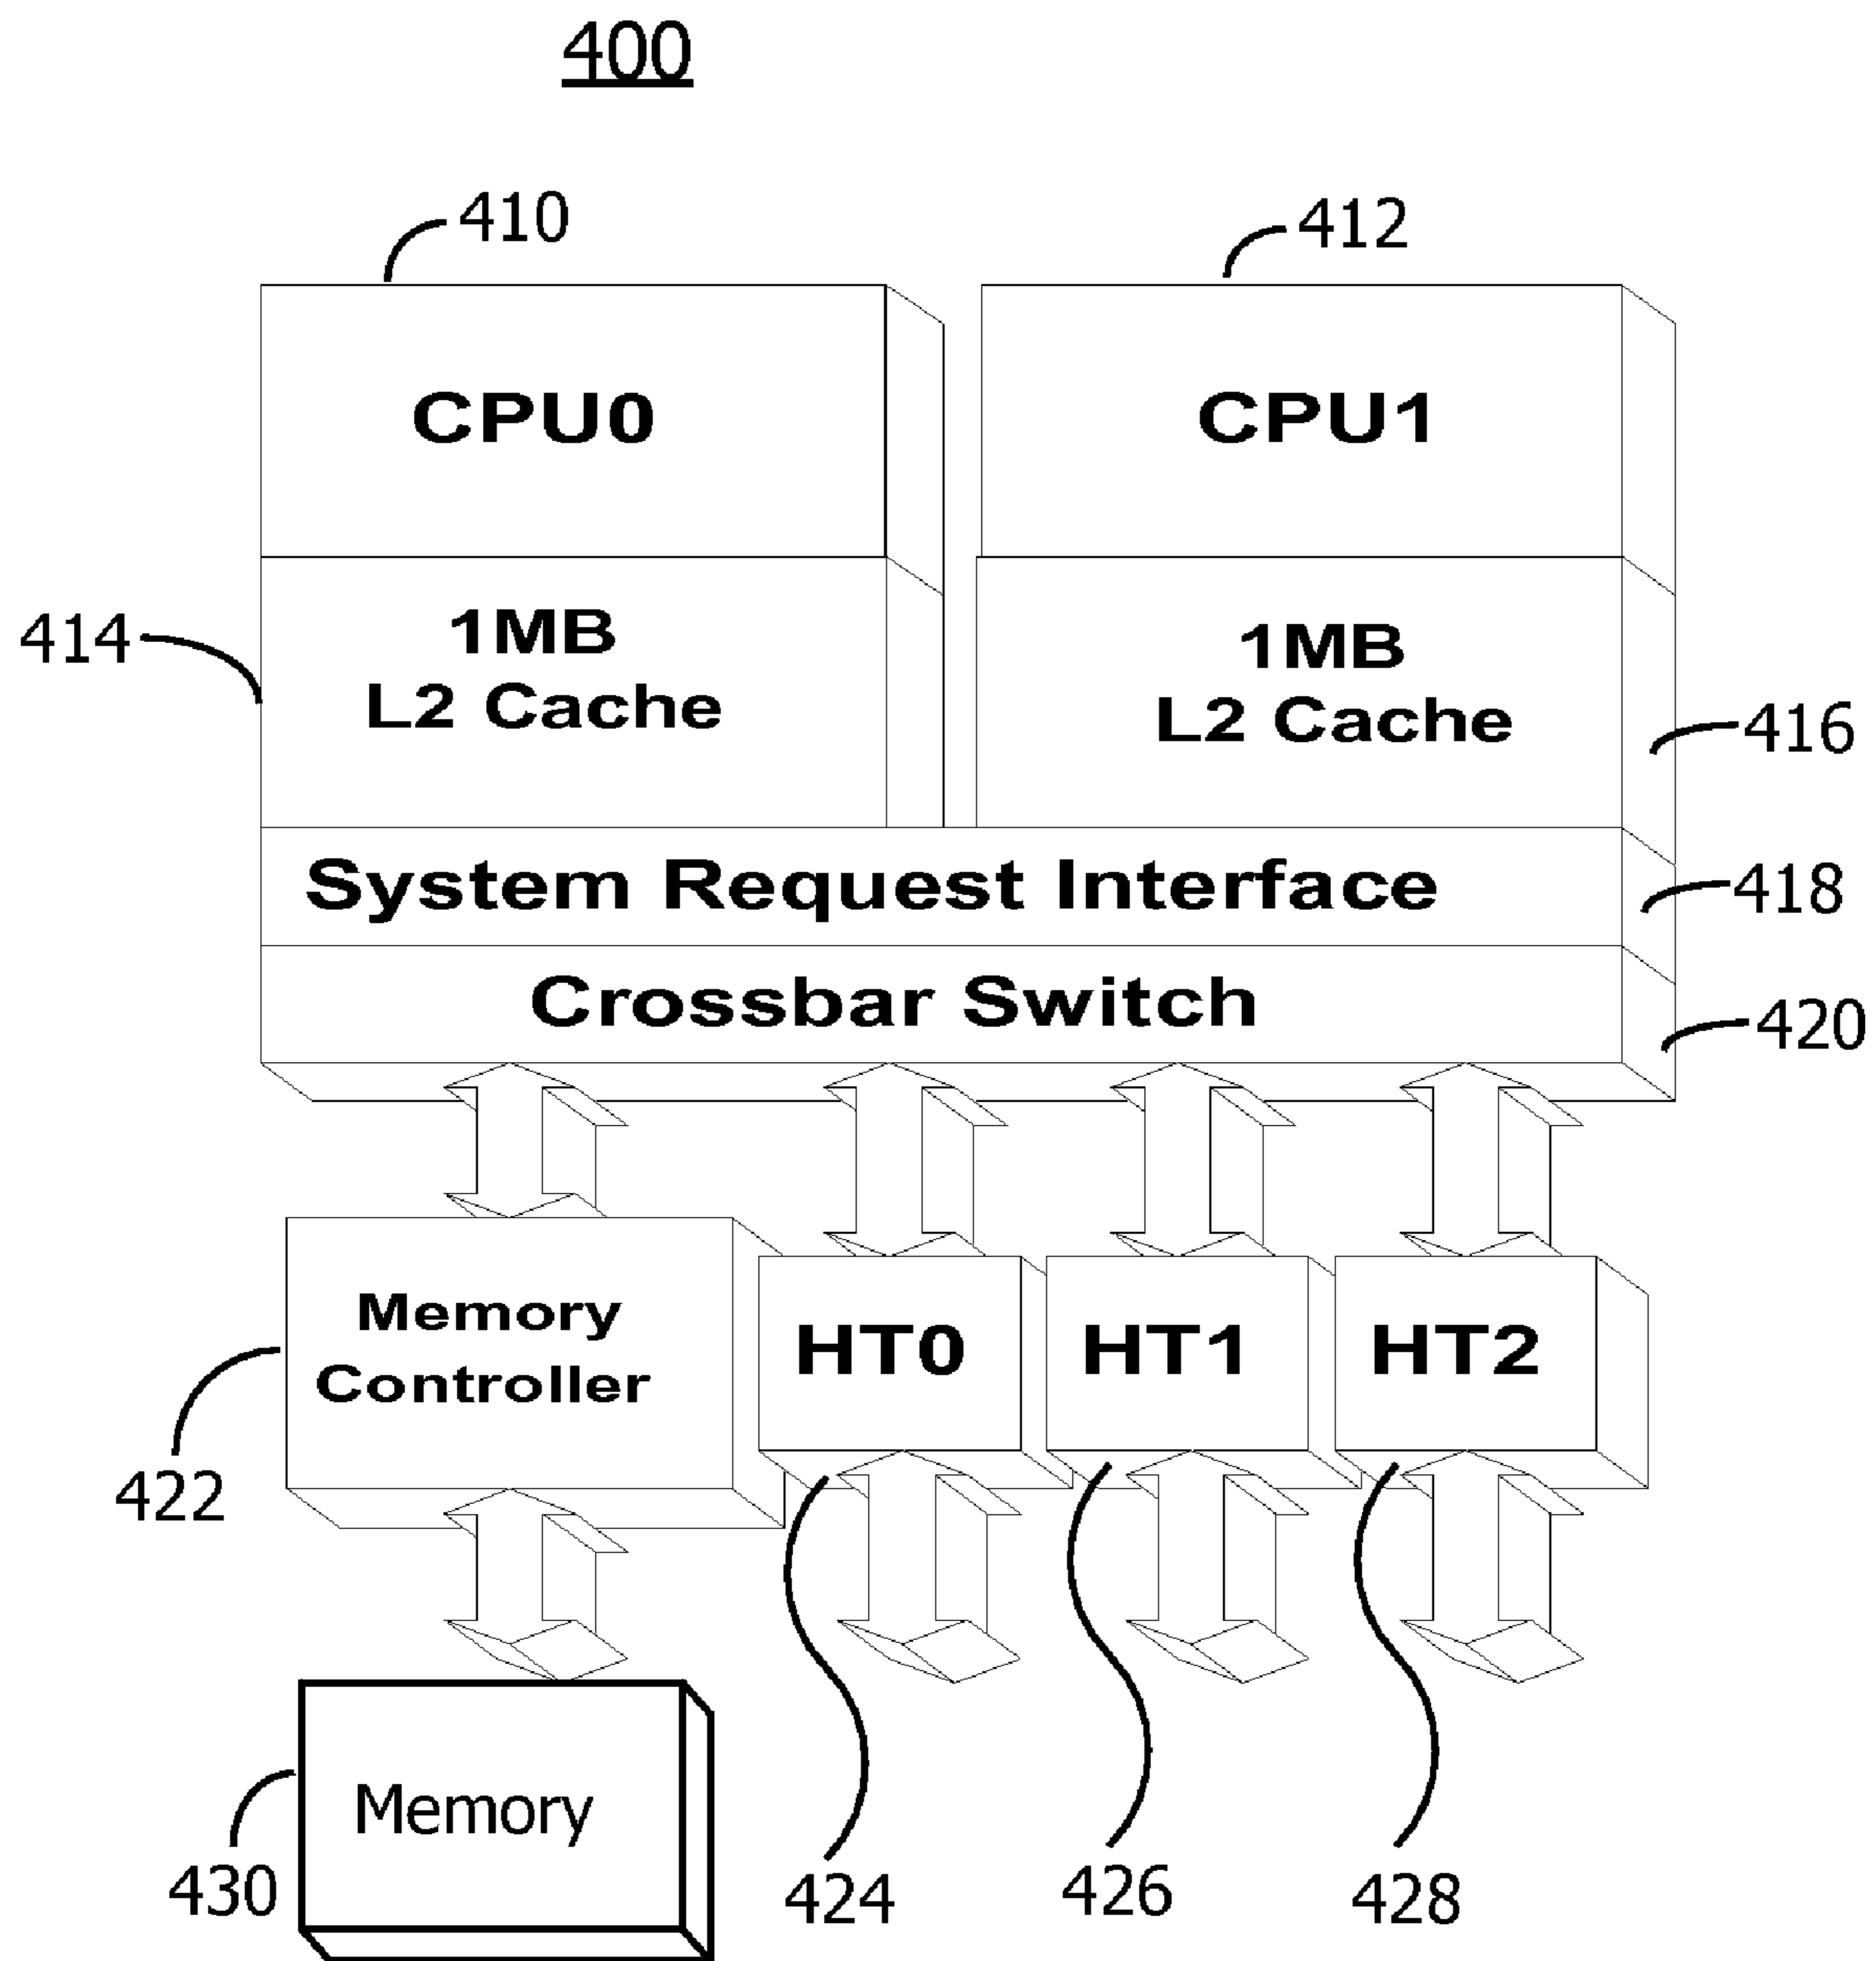 400
410
412
CPU0
CPU1
414
1MB
L2 Cache
1MB
L2 Cache
416
System Request Interface
418
Crossbar Switch
420
Memory
Controller
HT0
HT1
HT2
422
Memory
430
424
426
428